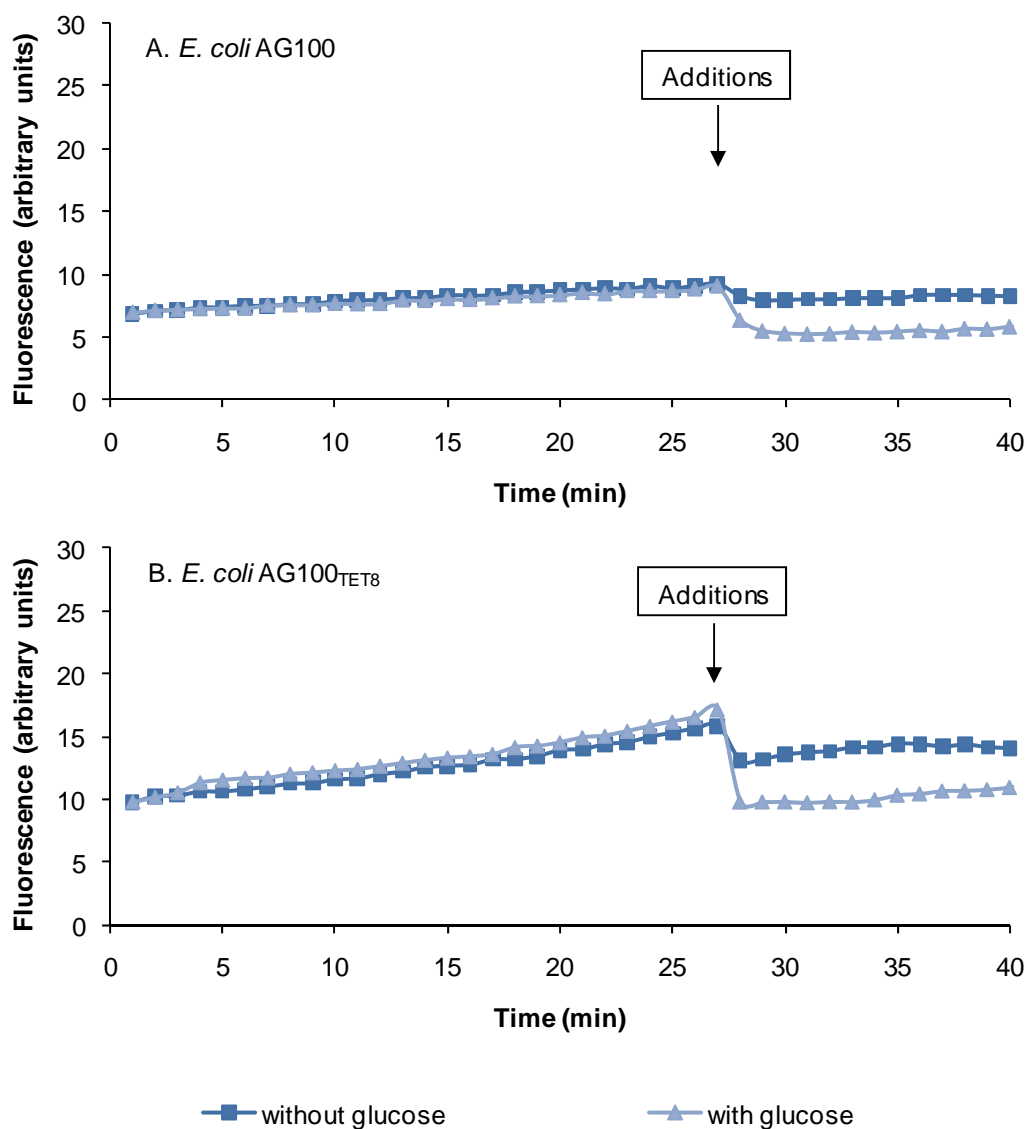 A. E. coli AG100
Additions
Fluorescence (arbitrary units)
30
25
20
15
10
5
0
0 5 10 15 20 25 30 35 40
Time (min)
B. E. coli AG100TET8
Additions
Fluorescence (arbitrary units)
30
25
20
15
10
5
0
0 5 10 15 20 25 30 35 40
Time (min)
without glucose with glucose